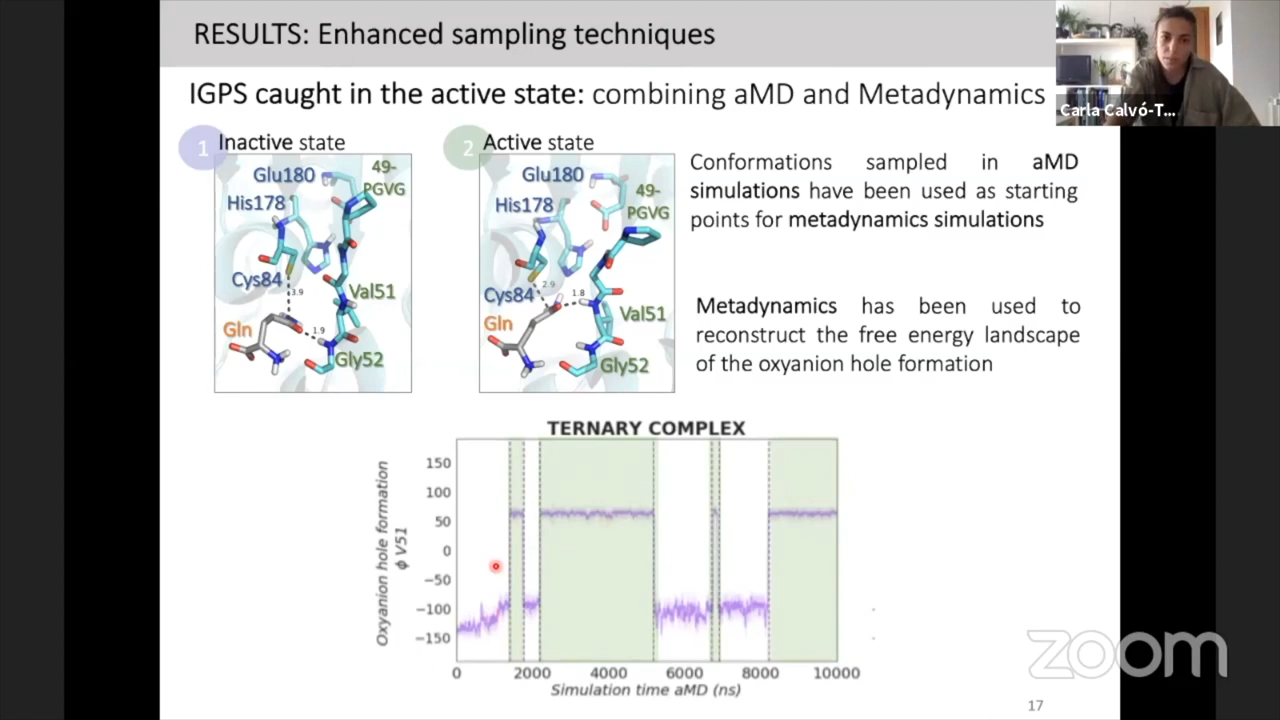 RESULTS: Enhanced sampling techniques
Carla Calvó-T...
IGPS caught in the active state: combining aMD and Metadynamics
1 Inactive state
Glu180
49-
PGVG
His178
Cys84
3.9
Val51
Gln
1.9
Gly52
2 Active state
Glu180
49-
PGVG
His178
Cys84
2.9
1.8
Val51
Gln
Gly52
Conformations sampled in aMD
simulations have been used as starting
points for metadynamics simulations
Metadynamics has been used to
reconstruct the free energy landscape
of the oxyanion hole formation
TERNARY COMPLEX
Oxyanion hole formation
ϕ V51
150
100
50
0
−50
−100
−150
0 2000 4000 6000 8000 10000
Simulation time aMD (ns)
zoom
17